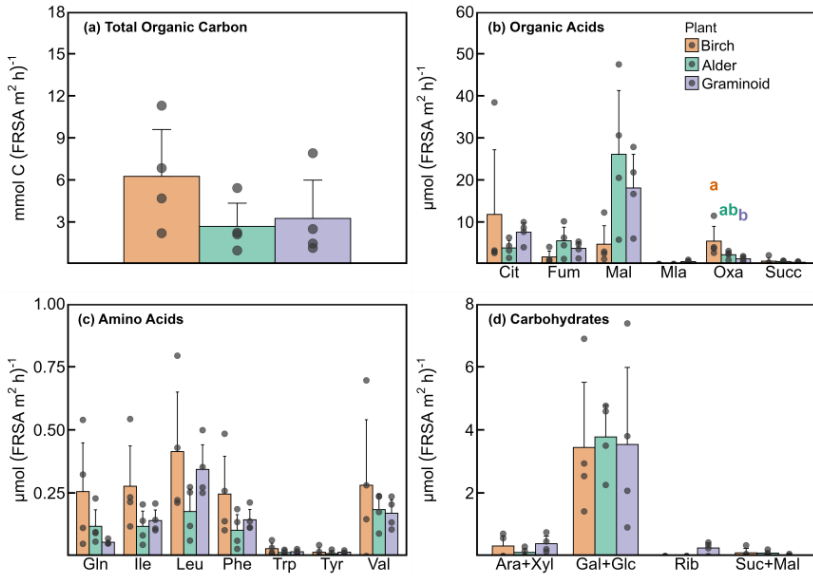 (a) Total Organic Carbon
18
15
12
9
6
3
mmol C (FRSA m² h)⁻¹
(b) Organic Acids
Plant
Birch
Alder
Graminoid
60
50
40
30
20
10
µmol (FRSA m² h)⁻¹
a
ab
b
Cit Fum Mal Mla Oxa Succ
(c) Amino Acids
1.00
0.75
0.50
0.25
µmol (FRSA m² h)⁻¹
Gln Ile Leu Phe Trp Tyr Val
(d) Carbohydrates
8
6
4
2
µmol (FRSA m² h)⁻¹
Ara+Xyl Gal+Glc Rib Suc+Mal